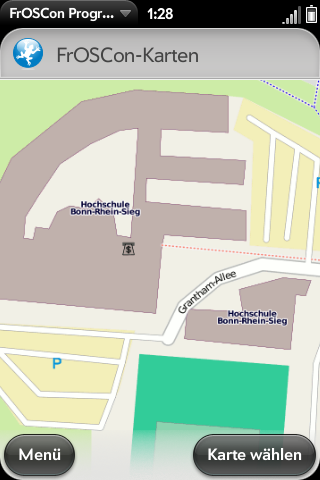 FrOSCon Progr... 1:28
FrOSCon-Karten
Hochschule
Bonn-Rhein-Sieg
$
Grantham-Allee
Hochschule
Bonn-Rhein-Sieg
P
Menü
Karte wählen